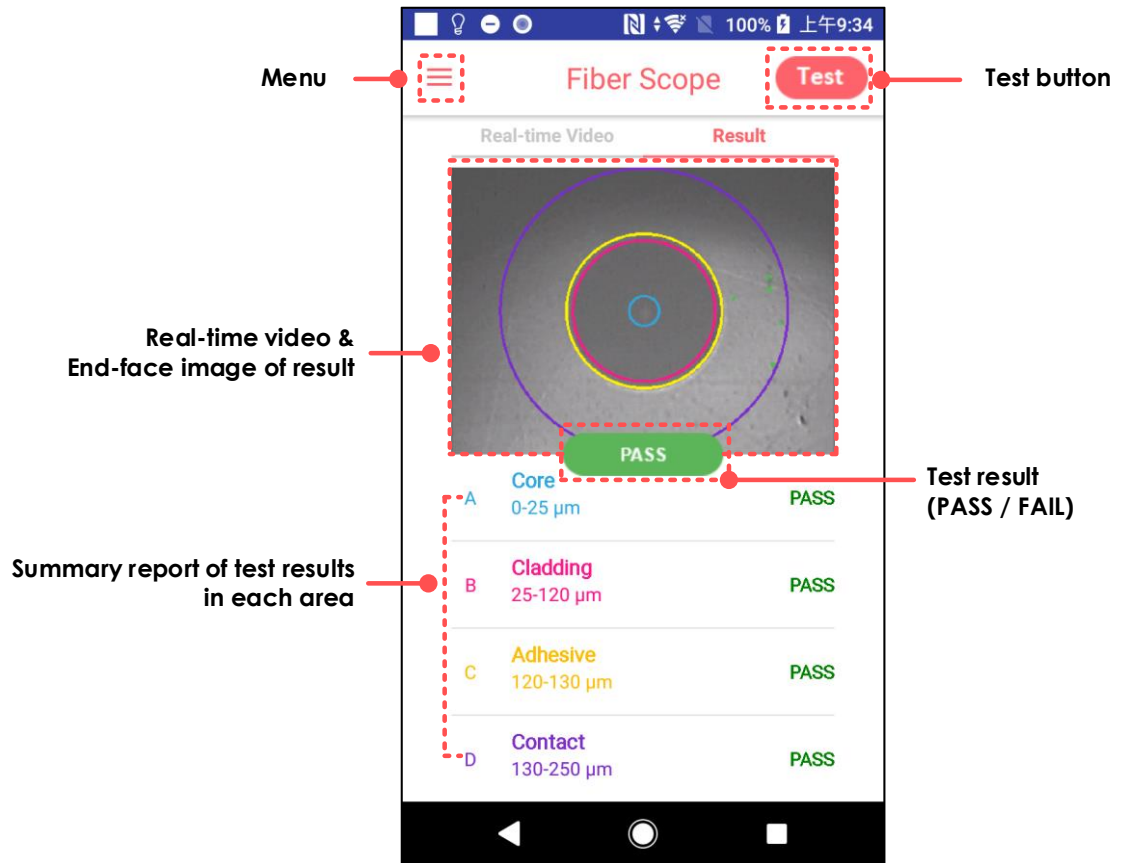 100% 上午9:34
Menu
Fiber Scope
Test
Test button
Real-time Video
Result
Real-time video &
End-face image of result
PASS
Test result
(PASS / FAIL)
A
Core
0-25 μm
PASS
Summary report of test results
in each area
B
Cladding
25-120 μm
PASS
C
Adhesive
120-130 μm
PASS
D
Contact
130-250 μm
PASS